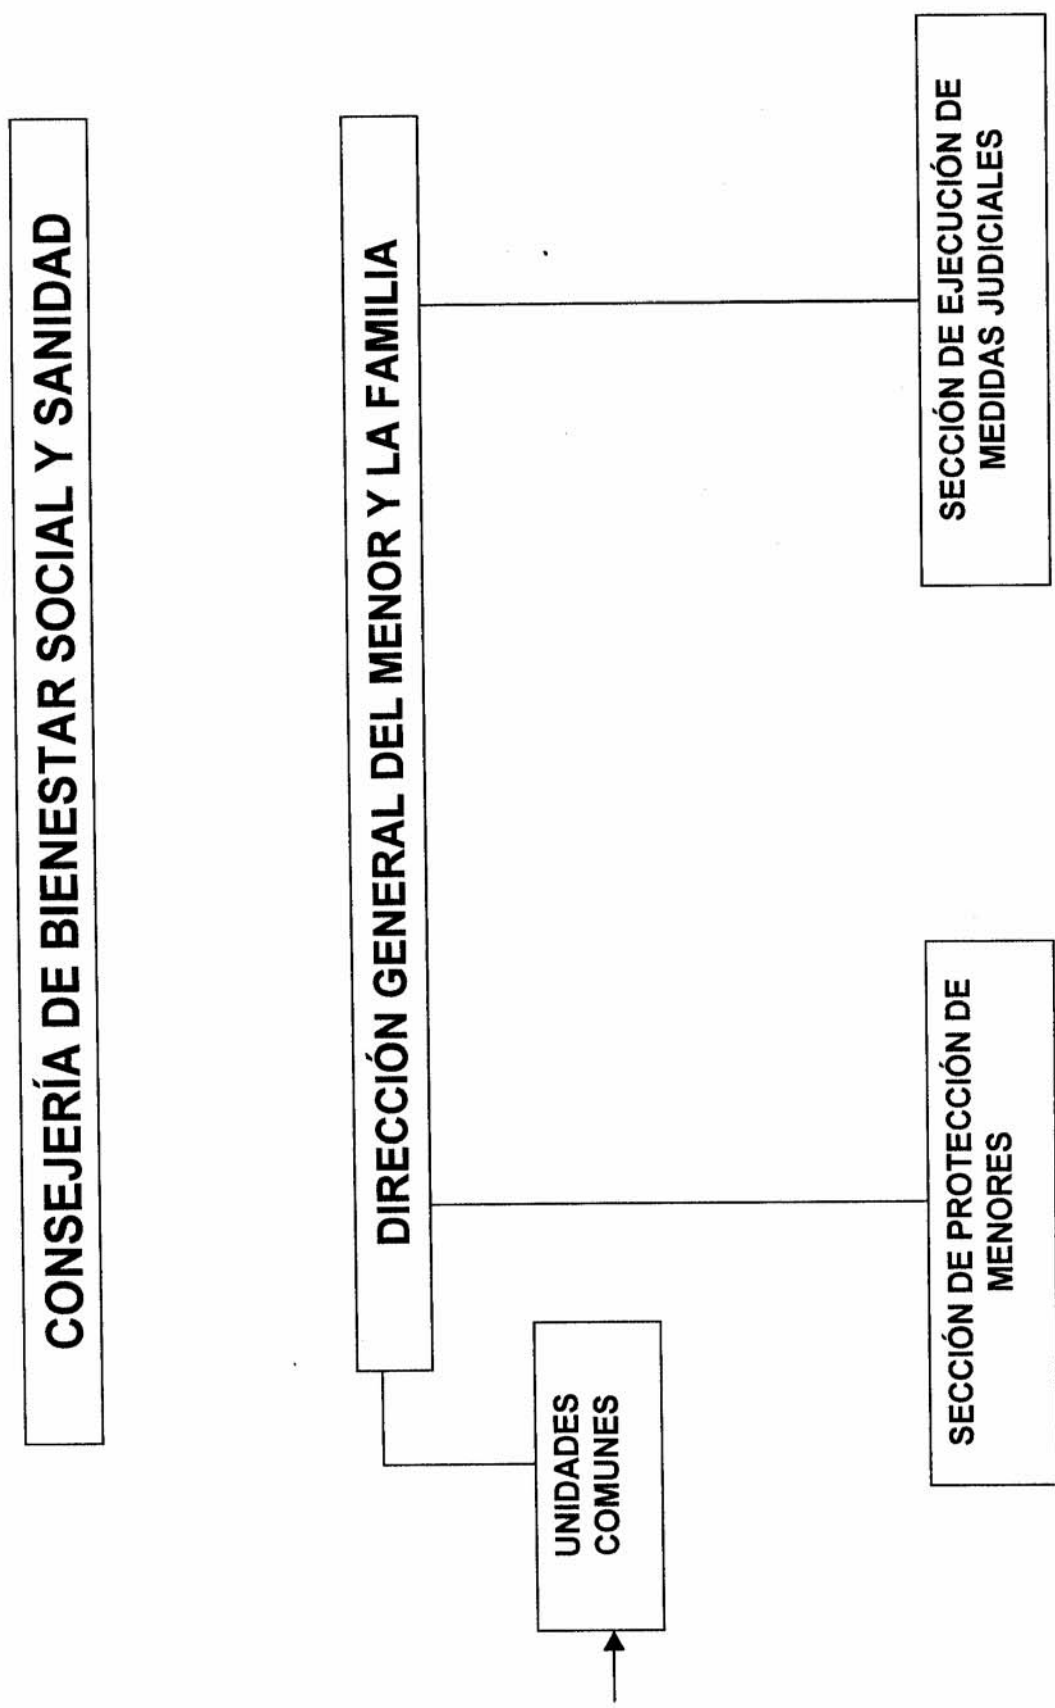 CONSEJERÍA DE BIENESTAR SOCIAL Y SANIDAD
DIRECCIÓN GENERAL DEL MENOR Y LA FAMILIA
UNIDADES
COMUNES
SECCIÓN DE PROTECCIÓN DE
MENORES
SECCIÓN DE EJECUCIÓN DE
MEDIDAS JUDICIALES